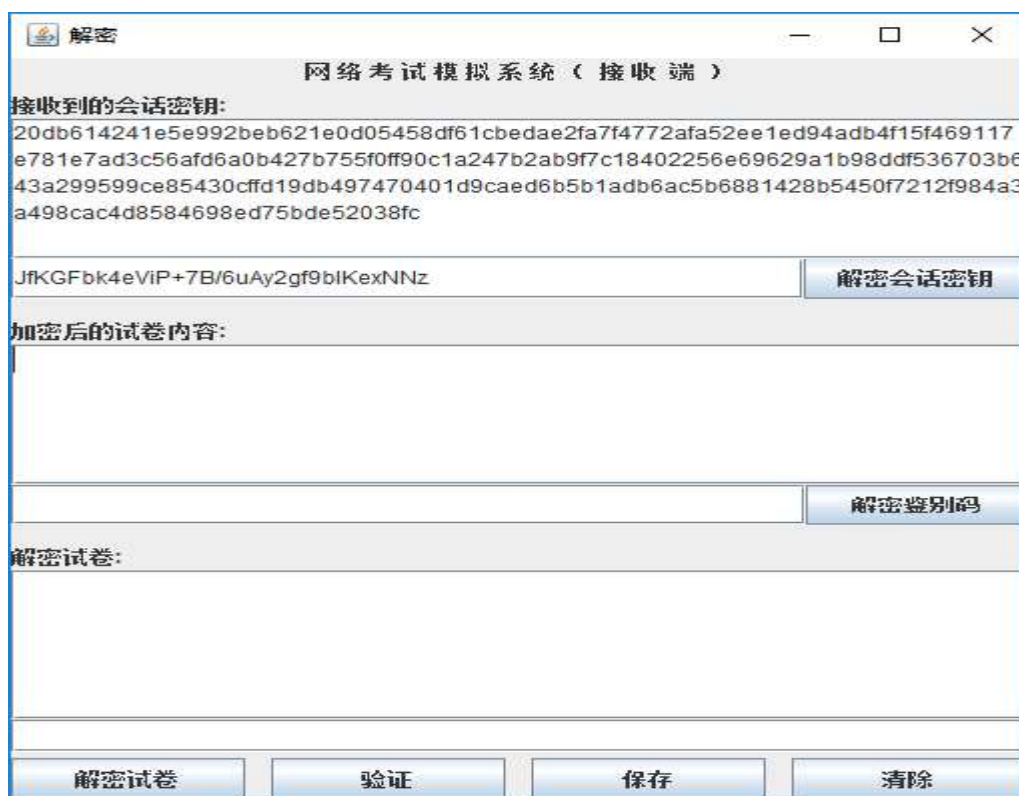 解密
网络考试模拟系统（接收端）
接收到的会话密钥:
20db614241e5e992beb621e0d05458df61cbedae2fa7f4772afa52ee1ed94adb4f15f469117
e781e7ad3c56afd6a0b427b755f0ff90c1a247b2ab9f7c18402256e69629a1b98ddf536703b6
43a299599ce85430cffd19db497470401d9caed6b5b1adb6ac5b6881428b5450f7212f984a3
a498cac4d8584698ed75bde52038fc
JfKGFbk4eViP+7B/6uAy2gf9blKexNNz 解密会话密钥
加密后的试卷内容:
解密鉴别码
解密试卷:
解密试卷 验证 保存 清除